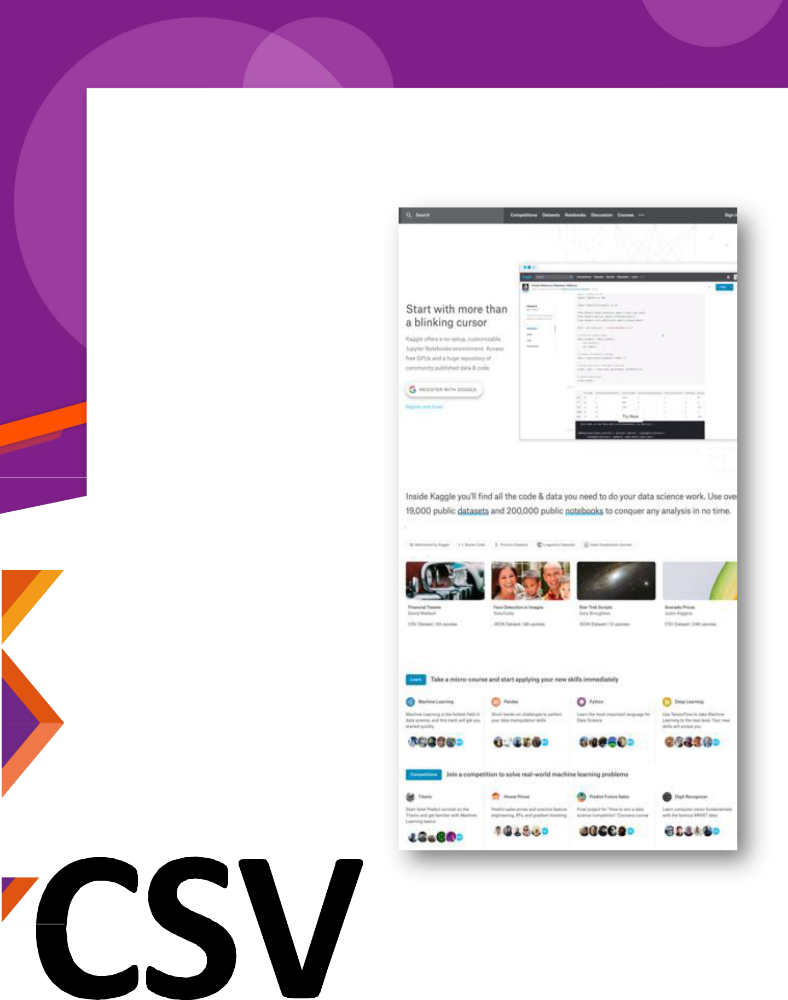 Search
Competitions Datasets Notebooks Discussion Courses ···
Sign
Start with more than
a blinking cursor
Kaggle offers a no-setup, customizable,
Jupyter Notebooks environment. Access
free GPUs and a huge repository of
community published data & code.
REGISTER WITH GOOGLE
Register with Email
Try Now
Inside Kaggle you'll find all the code & data you need to do your data science work. Use over
19,000 public datasets and 200,000 public notebooks to conquer any analysis in no time.
Maintained by Kaggle
Starter Code
Finance Datasets
Linguistics Datasets
Data Visualization Kernels
Financial Tweets
David Wallach
CSV Dataset |
Face Detection in Images
DataTurks
JSON Dataset |
Star Trek Scripts
Gary Broughton
JSON Dataset |
Avocado Prices
Justin Kiggins
CSV Dataset |
Learn
Take a micro-course and start applying your new skills immediately
Machine Learning
Machine Learning is the hottest field in
data science, and this track will get you
started quickly
Pandas
Short hands-on challenges to perfect
your data manipulation skills
Python
Learn the most important language for
Data Science
Deep Learning
Use TensorFlow to take Machine
Learning to the next level. Your new
skills will amaze you
Competitions
Join a competition to solve real-world machine learning problems
Titanic
Start here! Predict survival on the
Titanic and get familiar with Machine
Learning basics
House Prices
Predict sales prices and practice feature
engineering, RFs, and gradient boosting
Predict Future Sales
Final project for "How to win a data
science competition" Coursera course
Digit Recognizer
Learn computer vision fundamentals
with the famous MNIST data
CSV